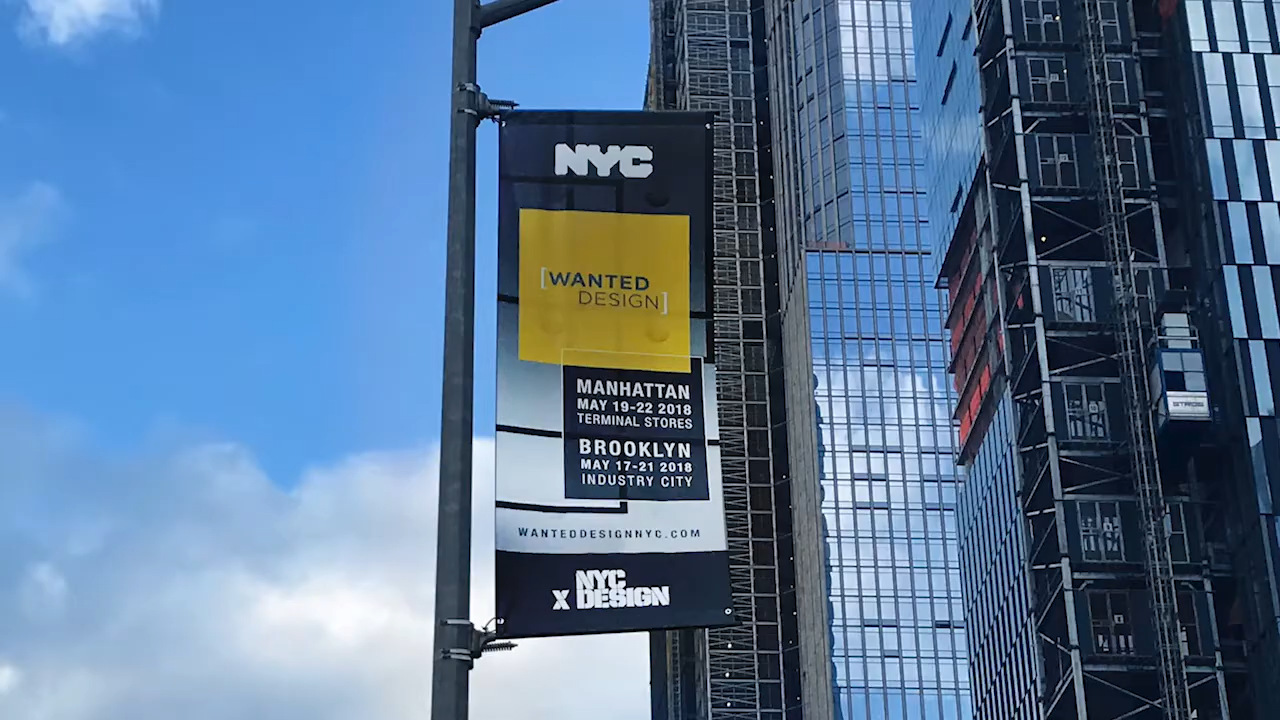 NYC
[WANTED
DESIGN]
MANHATTAN
MAY 19-22 2018
TERMINAL STORES
BROOKLYN
MAY 17-21 2018
INDUSTRY CITY
WANTEDDESIGNNYC.COM
NYC
X DESIGN